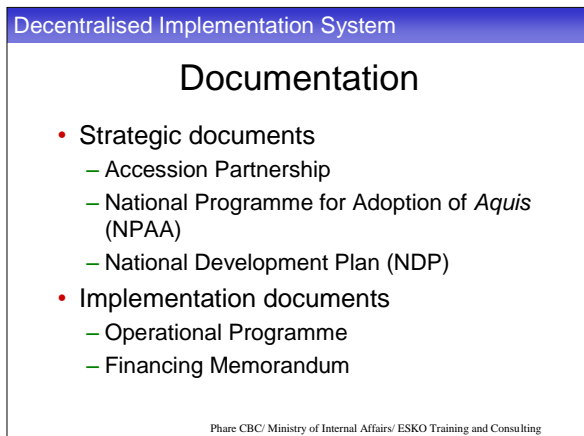 Decentralised Implementation System
Documentation
• Strategic documents
– Accession Partnership
– National Programme for Adoption of Aquis
(NPAA)
– National Development Plan (NDP)
• Implementation documents
– Operational Programme
– Financing Memorandum
Phare CBC/ Ministry of Internal Affairs/ ESKO Training and Consulting